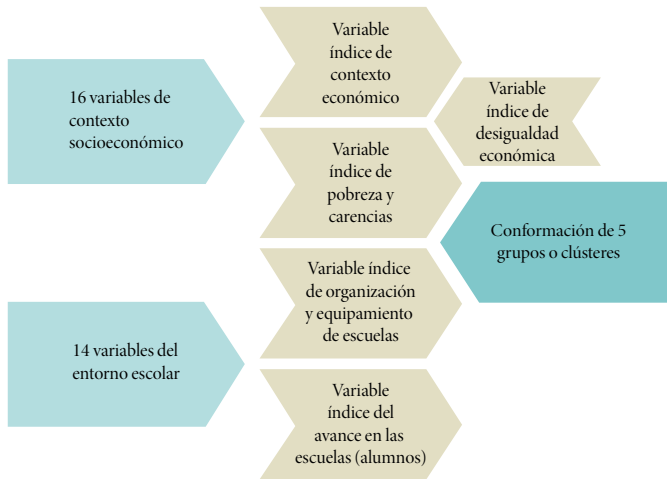 16 variables de
contexto
socioeconómico
Variable
índice de
contexto
económico
Variable
índice de
desigualdad
económica
Variable
índice de
pobreza y
carencias
Conformación de 5
grupos o clústeres
14 variables del
entorno escolar
Variable índice
de organización
y equipamiento
de escuelas
Variable
índice del
avance en las
escuelas (alumnos)